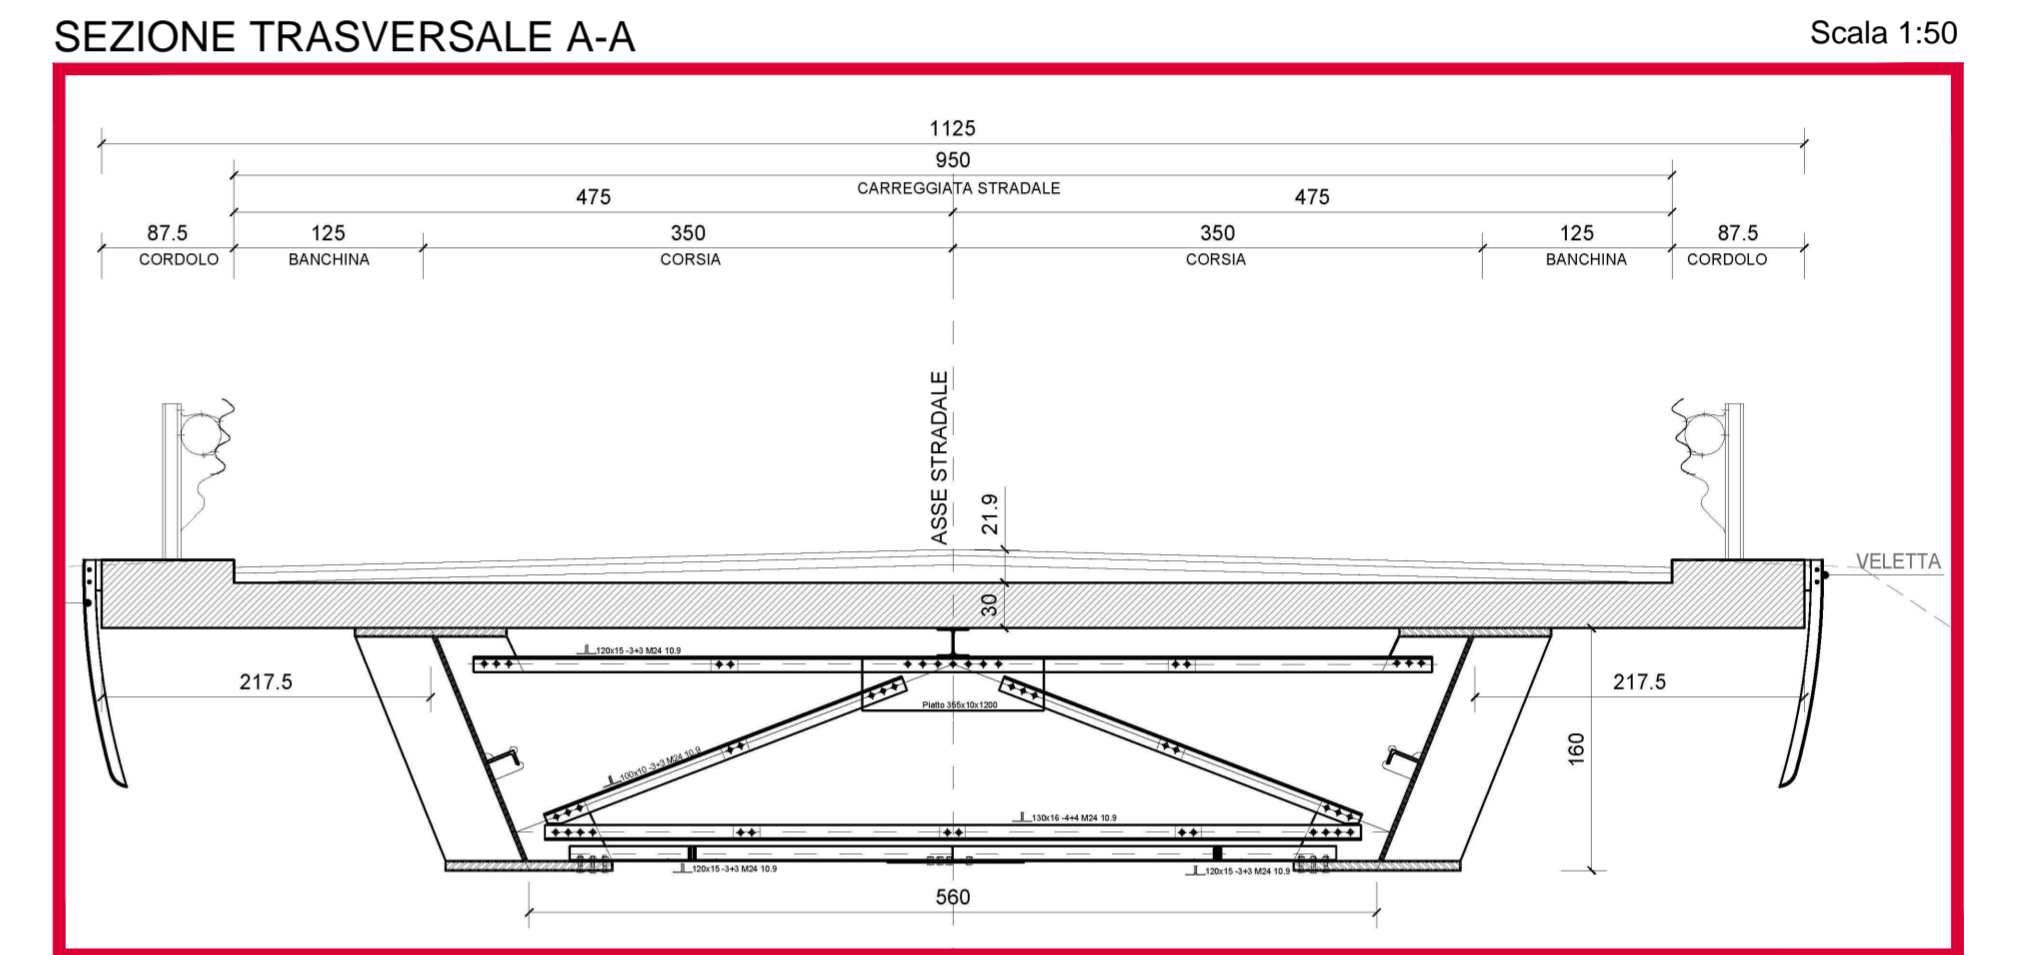 SEZIONE TRASVERSALE A-A
Scala 1:50
1125
950
CARREGGIATA STRADALE
475
475
87.5
125
350
350
125
87.5
CORDOLO
BANCHINA
CORSIA
CORSIA
BANCHINA
CORDOLO
ASSE STRADALE
21.9
VELETTA
30
120x15 -3+3 M24 10.9
217.5
217.5
Piatto 355x10x1200
160
100x10 -3+3 M24 10.9
130x16 -4+4 M24 10.9
120x15 -3+3 M24 10.9
120x15 -3+3 M24 10.9
560